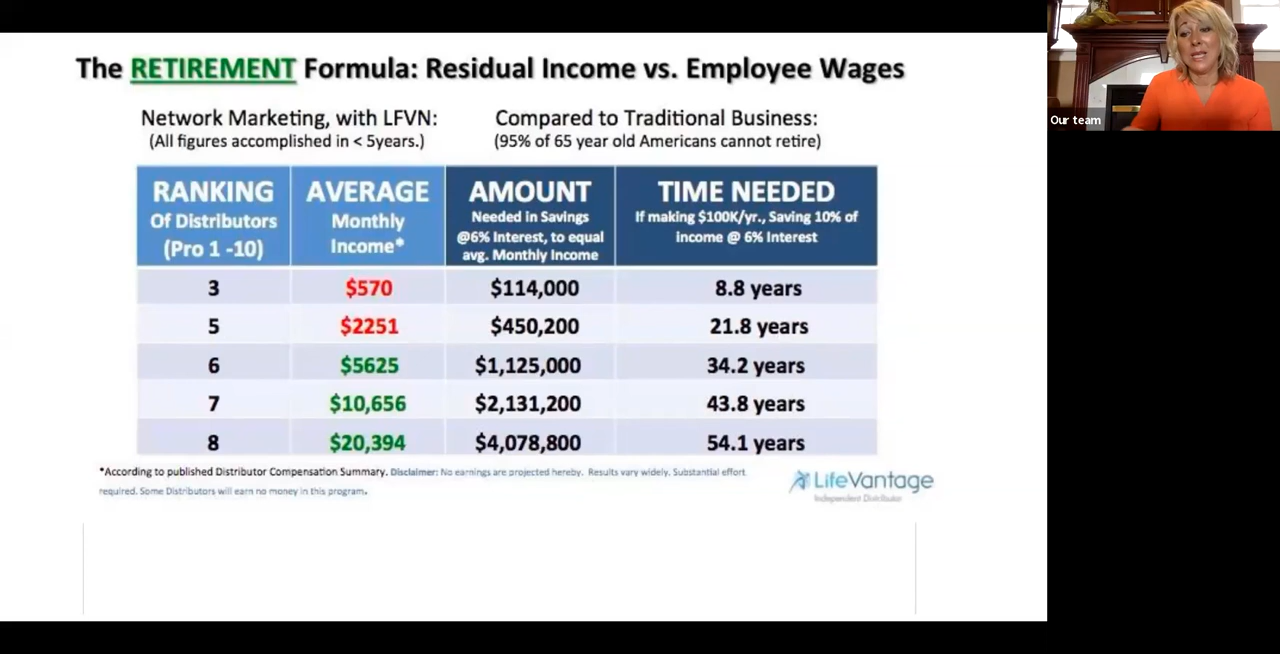 The RETIREMENT Formula: Residual Income vs. Employee Wages
Network Marketing, with LFVN:
(All figures accomplished in < 5years.)
Compared to Traditional Business:
(95% of 65 year old Americans cannot retire)
RANKING
Of Distributors
(Pro 1 -10)
AVERAGE
Monthly
Income*
AMOUNT
Needed in Savings
@6% Interest, to equal
avg. Monthly Income
TIME NEEDED
If making $100K/yr., Saving 10% of
income @ 6% Interest
3 $570 $114,000 8.8 years
5 $2251 $450,200 21.8 years
6 $5625 $1,125,000 34.2 years
7 $10,656 $2,131,200 43.8 years
8 $20,394 $4,078,800 54.1 years
*According to published Distributor Compensation Summary. Disclaimer: No earnings are projected hereby. Results vary widely. Substantial effort
required. Some Distributors will earn no money in this program.
LifeVantage
Independent Distributor
Our team